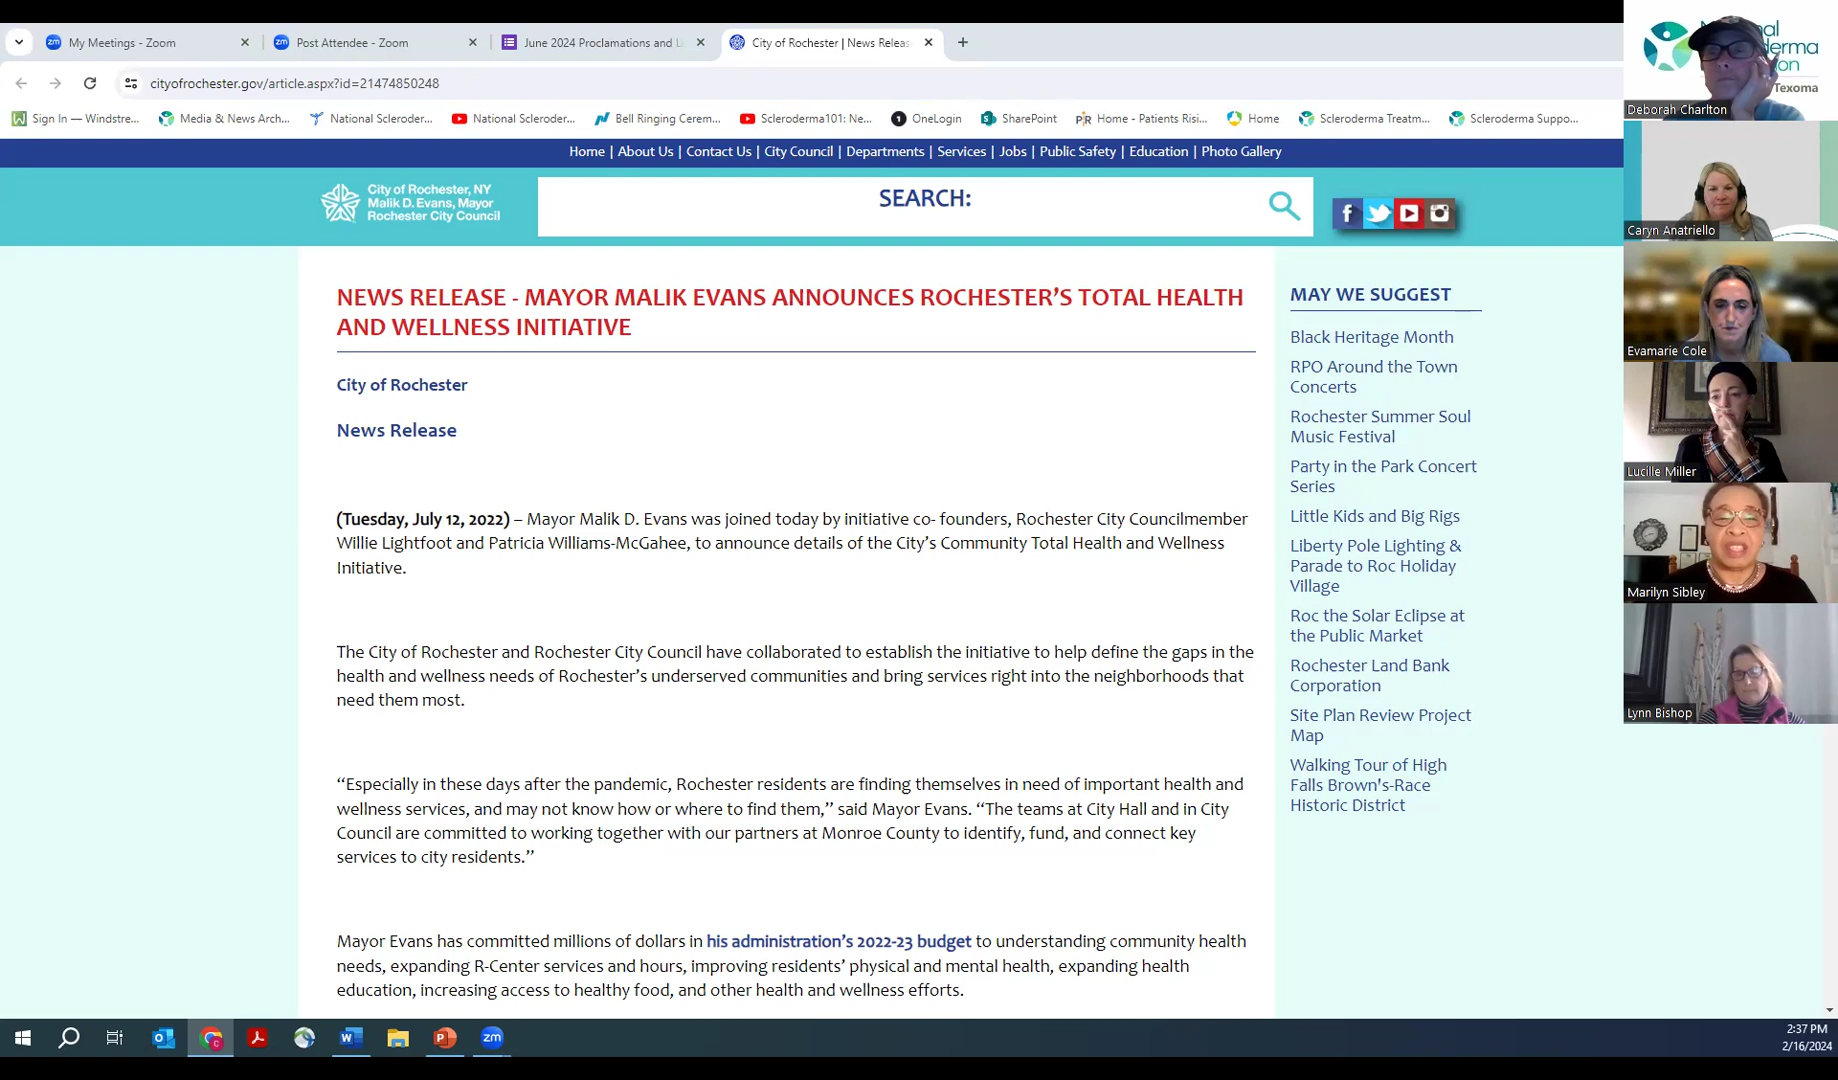 My Meetings - Zoom
Post Attendee - Zoom
June 2024 Proclamations and L
City of Rochester | News Releas
cityofrochester.gov/article.aspx?id=21474850248
Sign In — Windstre...
Media & News Arch...
National Scleroder...
National Scleroder...
Bell Ringing Cerem...
Scleroderma101: Ne...
OneLogin
SharePoint
Home - Patients Risi...
Home
Scleroderma Treatm...
Scleroderma Suppo...
Home | About Us | Contact Us | City Council | Departments | Services | Jobs | Public Safety | Education | Photo Gallery
City of Rochester, NY
Malik D. Evans, Mayor
Rochester City Council
SEARCH:
NEWS RELEASE - MAYOR MALIK EVANS ANNOUNCES ROCHESTER'S TOTAL HEALTH
AND WELLNESS INITIATIVE
City of Rochester
News Release
(Tuesday, July 12, 2022) – Mayor Malik D. Evans was joined today by initiative co- founders, Rochester City Councilmember
Willie Lightfoot and Patricia Williams-McGahee, to announce details of the City's Community Total Health and Wellness
Initiative.
The City of Rochester and Rochester City Council have collaborated to establish the initiative to help define the gaps in the
health and wellness needs of Rochester's underserved communities and bring services right into the neighborhoods that
need them most.
“Especially in these days after the pandemic, Rochester residents are finding themselves in need of important health and
wellness services, and may not know how or where to find them,” said Mayor Evans. “The teams at City Hall and in City
Council are committed to working together with our partners at Monroe County to identify, fund, and connect key
services to city residents.”
Mayor Evans has committed millions of dollars in his administration's 2022-23 budget to understanding community health
needs, expanding R-Center services and hours, improving residents' physical and mental health, expanding health
education, increasing access to healthy food, and other health and wellness efforts.
MAY WE SUGGEST
Black Heritage Month
RPO Around the Town
Concerts
Rochester Summer Soul
Music Festival
Party in the Park Concert
Series
Little Kids and Big Rigs
Liberty Pole Lighting &
Parade to Roc Holiday
Village
Roc the Solar Eclipse at
the Public Market
Rochester Land Bank
Corporation
Site Plan Review Project
Map
Walking Tour of High
Falls Brown's-Race
Historic District
Texoma
Deborah Charlton
Caryn Anatriello
Evamarie Cole
Lucille Miller
Marilyn Sibley
Lynn Bishop
2:37 PM
2/16/2024